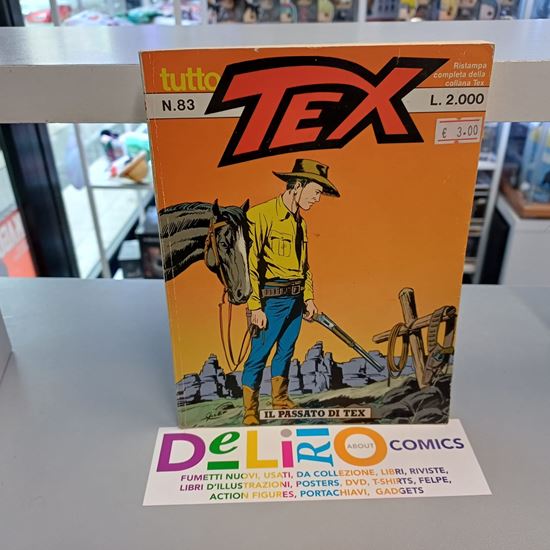 tutto
TEX
Ristampa
completa della
collana Tex
N.83
L. 2.000
€ 3.00
IL PASSATO DI TEX
DeLiRiO ABOUT COMICS
FUMETTI NUOVI, USATI, DA COLLEZIONE, LIBRI, RIVISTE,
LIBRI D'ILLUSTRAZIONI, POSTERS, DVD, T-SHIRTS, FELPE,
ACTION FIGURES, PORTACHIAVI, GADGETS